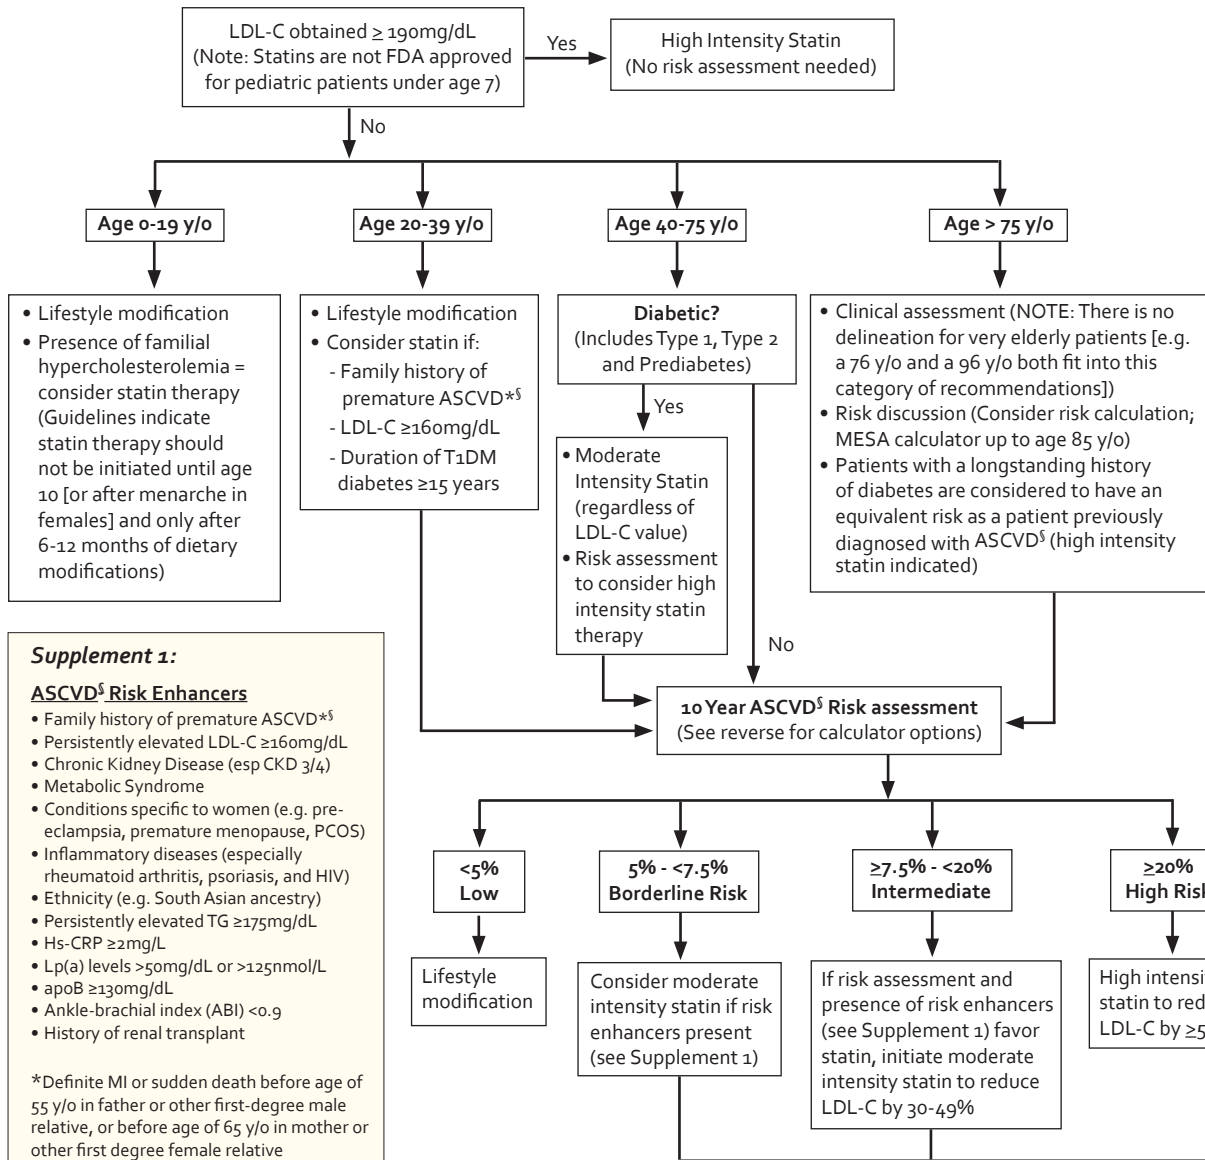 LDL-C obtained ≥ 190mg/dL
(Note: Statins are not FDA approved
for pediatric patients under age 7)
Yes
High Intensity Statin
(No risk assessment needed)
No
Age 0-19 y/o
Age 20-39 y/o
Age 40-75 y/o
Age > 75 y/o
• Lifestyle modification
• Presence of familial
hypercholesterolemia =
consider statin therapy
(Guidelines indicate
statin therapy should
not be initiated until age
10 [or after menarche in
females] and only after
6-12 months of dietary
modifications)
• Lifestyle modification
• Consider statin if:
- Family history of
premature ASCVD*§
- LDL-C ≥160mg/dL
- Duration of T1DM
diabetes ≥15 years
Diabetic?
(Includes Type 1, Type 2
and Prediabetes)
Yes
• Moderate
Intensity Statin
(regardless of
LDL-C value)
• Risk assessment
to consider high
intensity statin
therapy
No
• Clinical assessment (NOTE: There is no
delineation for very elderly patients [e.g.
a 76 y/o and a 96 y/o both fit into this
category of recommendations])
• Risk discussion (Consider risk calculation;
MESA calculator up to age 85 y/o)
• Patients with a longstanding history
of diabetes are considered to have an
equivalent risk as a patient previously
diagnosed with ASCVD§ (high intensity
statin indicated)
Supplement 1:
ASCVD§ Risk Enhancers
• Family history of premature ASCVD*§
• Persistently elevated LDL-C ≥160mg/dL
• Chronic Kidney Disease (esp CKD 3/4)
• Metabolic Syndrome
• Conditions specific to women (e.g. pre-
eclampsia, premature menopause, PCOS)
• Inflammatory diseases (especially
rheumatoid arthritis, psoriasis, and HIV)
• Ethnicity (e.g. South Asian ancestry)
• Persistently elevated TG ≥175mg/dL
• Hs-CRP ≥2mg/L
• Lp(a) levels >50mg/dL or >125nmol/L
• apoB ≥130mg/dL
• Ankle-brachial index (ABI) <0.9
• History of renal transplant
*Definite MI or sudden death before age of
55 y/o in father or other first-degree male
relative, or before age of 65 y/o in mother or
other first degree female relative
10 Year ASCVD§ Risk assessment
(See reverse for calculator options)
<5%
Low
5% - <7.5%
Borderline Risk
≥7.5% - <20%
Intermediate
≥20%
High Risk
Lifestyle
modification
Consider moderate
intensity statin if risk
enhancers present
(see Supplement 1)
If risk assessment and
presence of risk enhancers
(see Supplement 1) favor
statin, initiate moderate
intensity statin to reduce
LDL-C by 30-49%
High
statin to
LDL-C by